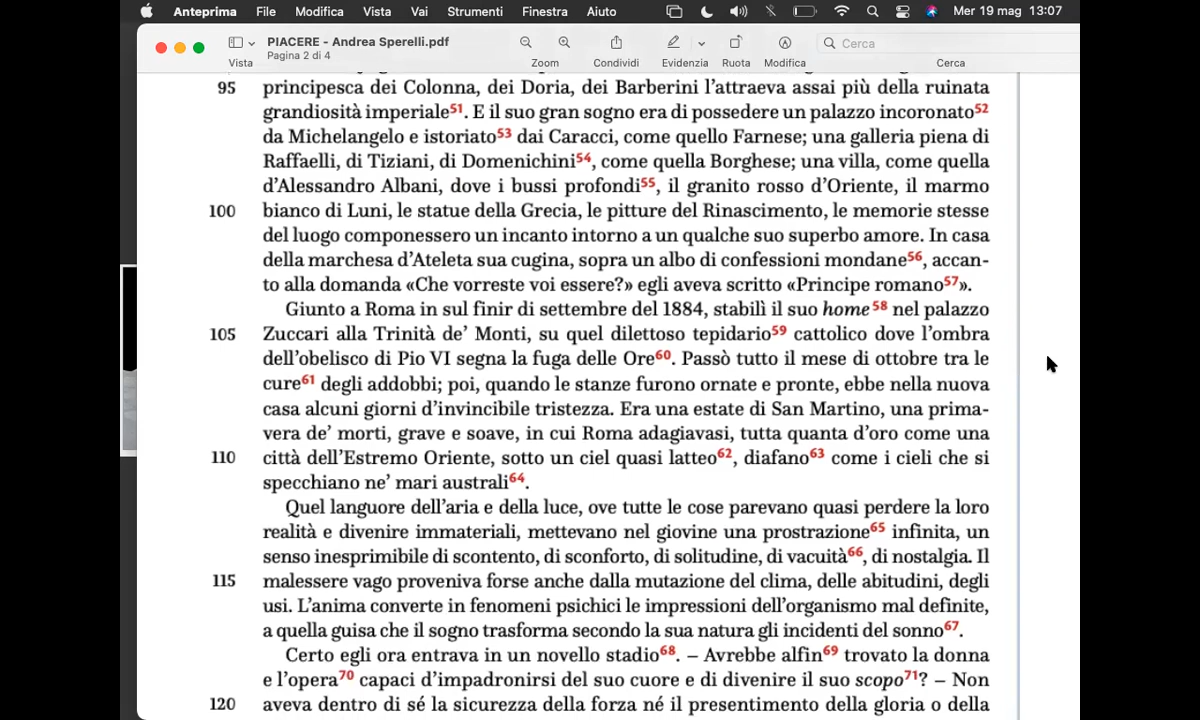 Anteprima File Modifica Vista Vai Strumenti Finestra Aiuto Mer 19 mag 13:07
PIACERE - Andrea Sperelli.pdf
Pagina 2 di 4
Vista Zoom Condividi Evidenzia Ruota Modifica Cerca
Cerca
95 principesca dei Colonna, dei Doria, dei Barberini l'attraeva assai più della ruinata
grandiosità imperiale51. E il suo gran sogno era di possedere un palazzo incoronato52
da Michelangelo e istoriato53 dai Caracci, come quello Farnese; una galleria piena di
Raffaelli, di Tiziani, di Domenichini54, come quella Borghese; una villa, come quella
d'Alessandro Albani, dove i bussi profondi55, il granito rosso d'Oriente, il marmo
100 bianco di Luni, le statue della Grecia, le pitture del Rinascimento, le memorie stesse
del luogo componessero un incanto intorno a un qualche suo superbo amore. In casa
della marchesa d'Ateleta sua cugina, sopra un albo di confessioni mondane56, accan-
to alla domanda «Che vorreste voi essere?» egli aveva scritto «Principe romano57».
Giunto a Roma in sul finir di settembre del 1884, stabilì il suo home58 nel palazzo
105 Zuccari alla Trinità de' Monti, su quel dilettoso tepidario59 cattolico dove l'ombra
dell'obelisco di Pio VI segna la fuga delle Ore60. Passò tutto il mese di ottobre tra le
cure61 degli addobbi; poi, quando le stanze furono ornate e pronte, ebbe nella nuova
casa alcuni giorni d'invincibile tristezza. Era una estate di San Martino, una prima-
vera de' morti, grave e soave, in cui Roma adagiavasi, tutta quanta d'oro come una
110 città dell'Estremo Oriente, sotto un ciel quasi latteo62, diafano63 come i cieli che si
specchiano ne' mari australi64.
Quel languore dell'aria e della luce, ove tutte le cose parevano quasi perdere la loro
realità e divenire immateriali, mettevano nel giovine una prostrazione65 infinita, un
senso inesprimibile di scontento, di sconforto, di solitudine, di vacuità66, di nostalgia. Il
115 malessere vago proveniva forse anche dalla mutazione del clima, delle abitudini, degli
usi. L'anima converte in fenomeni psichici le impressioni dell'organismo mal definite,
a quella guisa che il sogno trasforma secondo la sua natura gli incidenti del sonno67.
Certo egli ora entrava in un novello stadio68. – Avrebbe alfin69 trovato la donna
e l'opera70 capaci d'impadronirsi del suo cuore e di divenire il suo scopo71? – Non
120 aveva dentro di sé la sicurezza della forza né il presentimento della gloria o della